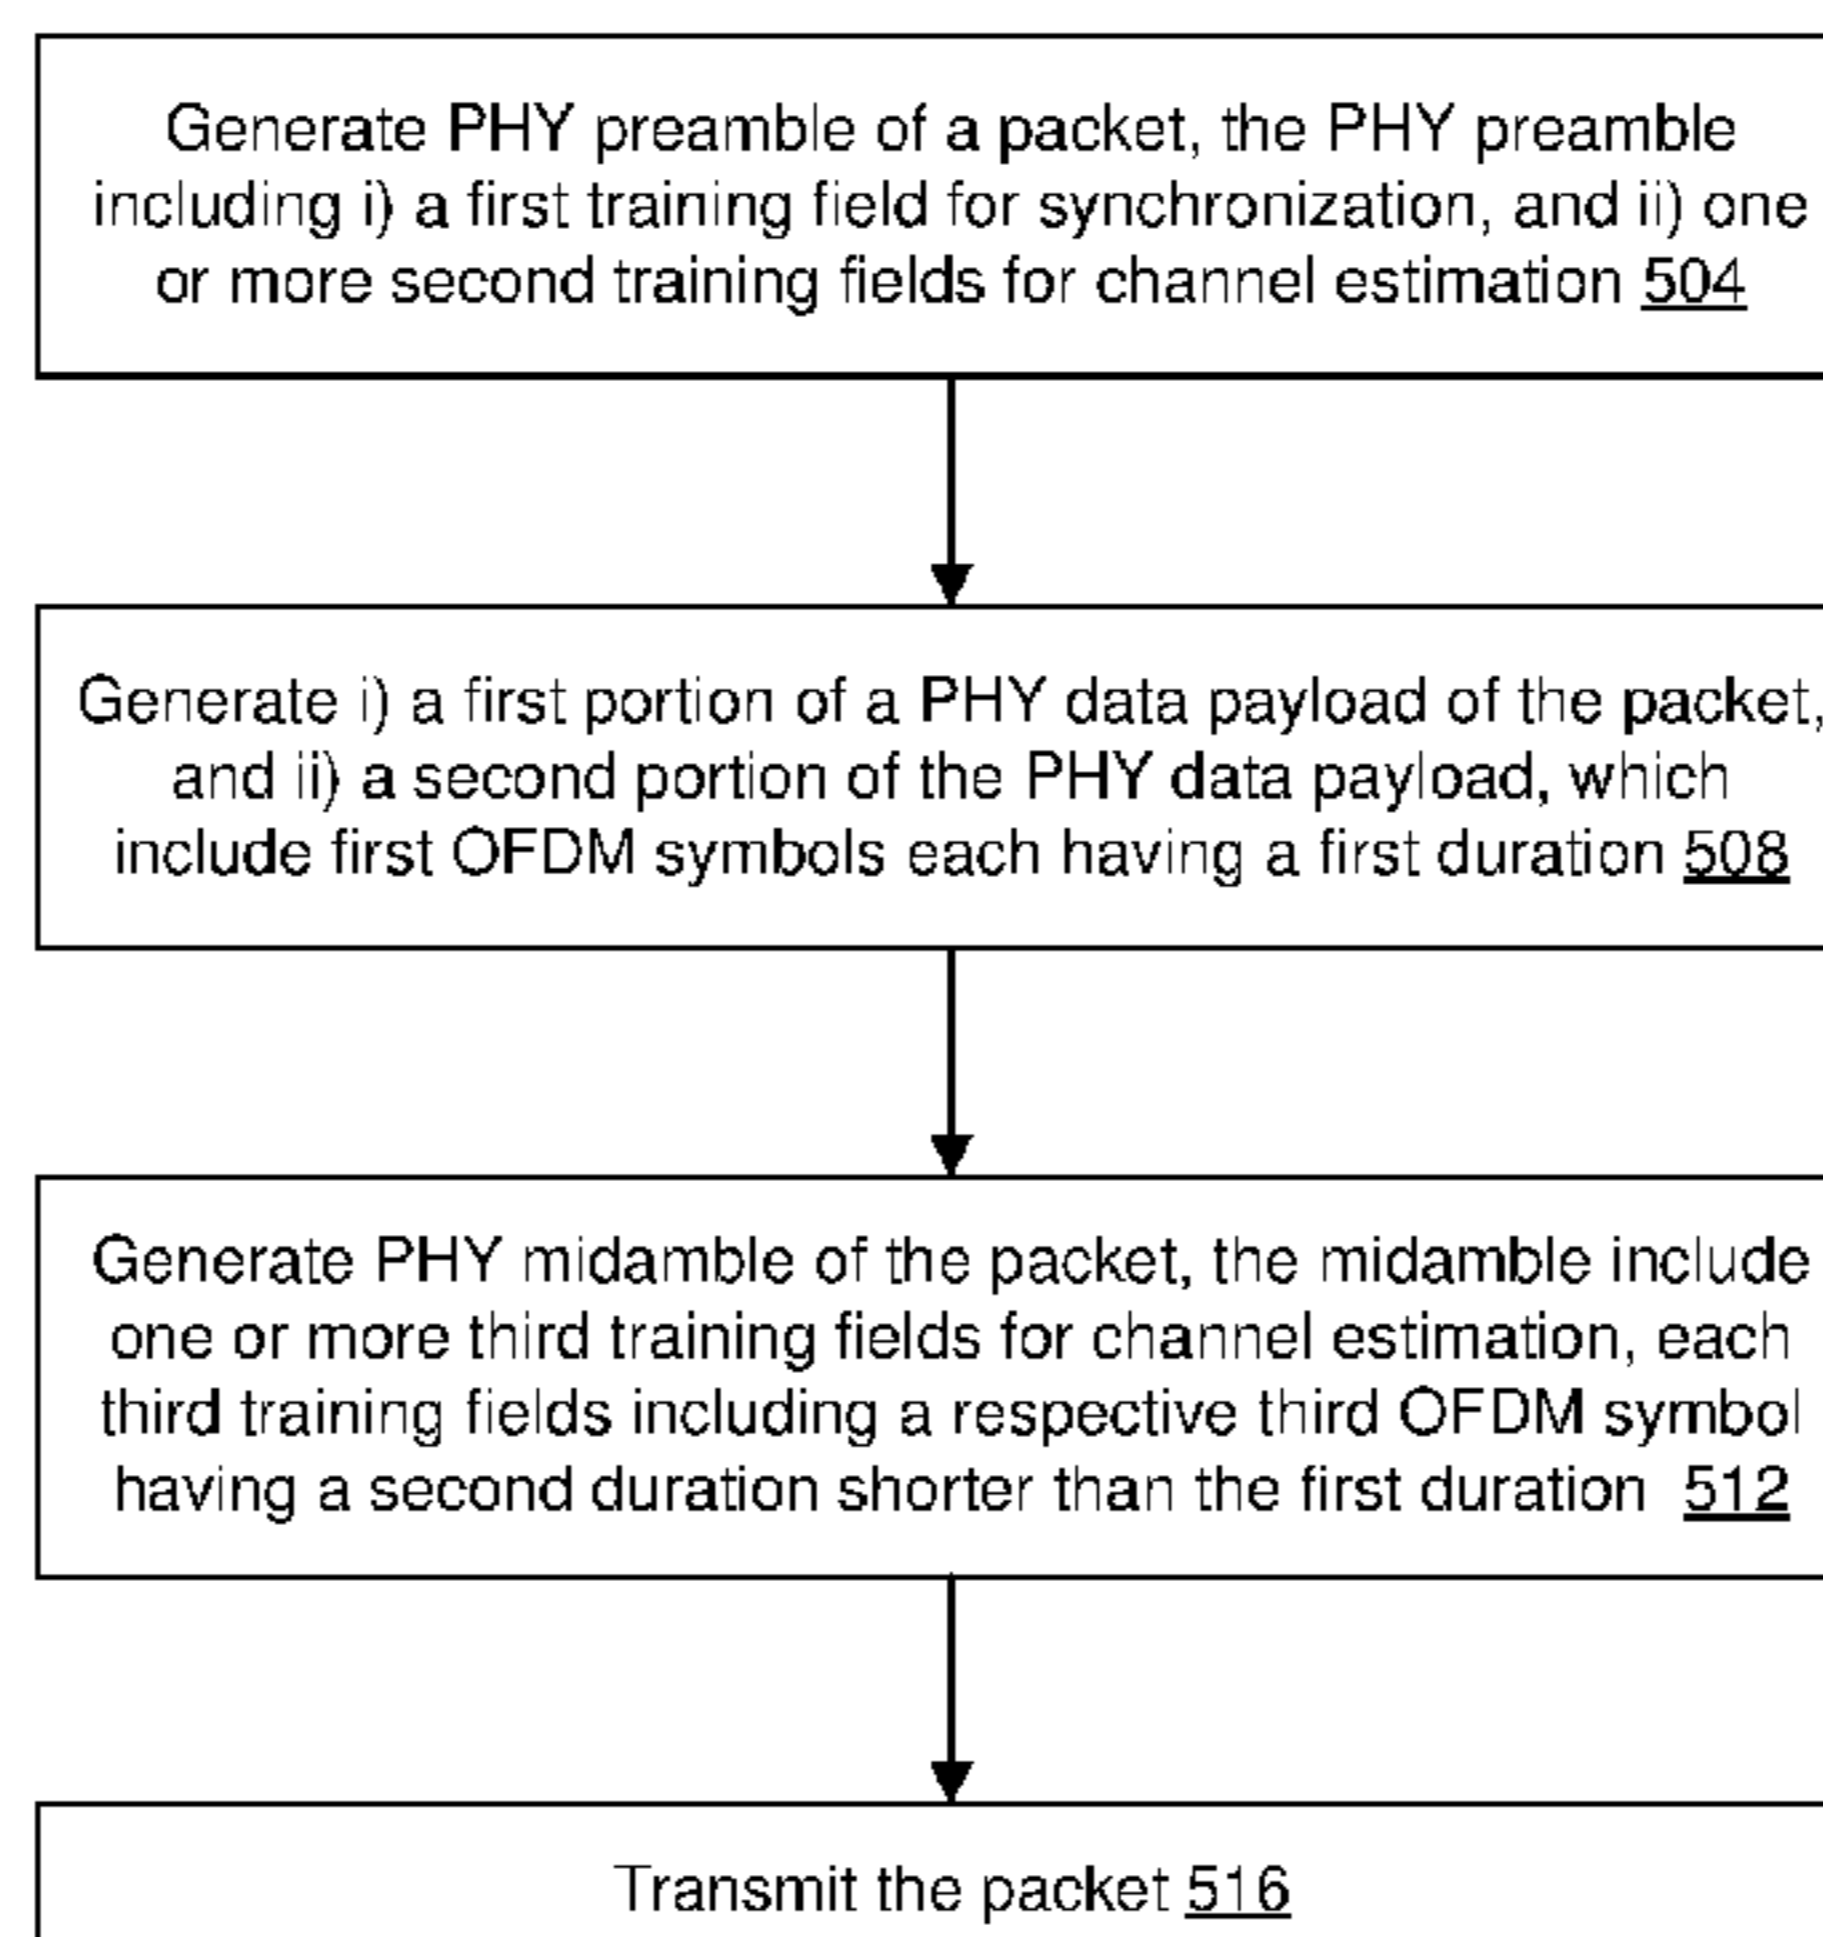 Generate PHY preamble of a packet, the PHY preamble
including i) a first training field for synchronization, and ii) one
or more second training fields for channel estimation 504
Generate i) a first portion of a PHY data payload of the packet,
and ii) a second portion of the PHY data payload, which
include first OFDM symbols each having a first duration 508
Generate PHY midamble of the packet, the midamble include
one or more third training fields for channel estimation, each
third training fields including a respective third OFDM symbol
having a second duration shorter than the first duration 512
Transmit the packet 516